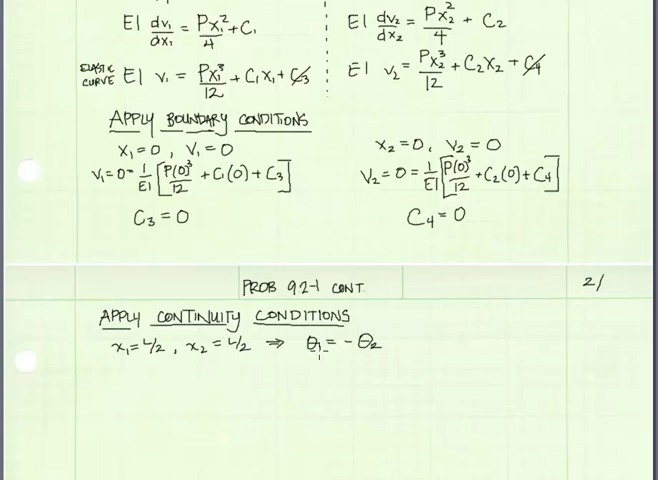 EI dv₁/dx₁ = Px₁²/4 + C₁
EI dv₂/dx₂ = Px₂²/4 + C₂
ELASTIC CURVE EI v₁ = Px₁³/12 + C₁x₁ + C₃
EI v₂ = Px₂³/12 + C₂x₂ + C₄
APPLY BOUNDARY CONDITIONS
x₁=0, v₁=0
x₂=0, v₂=0
v₁=0=1/EI [P(0)³/12 + C₁(0) + C₃]
v₂=0=1/EI [P(0)³/12 + C₂(0) + C₄]
C₃=0
C₄=0
PROB 92-1 CONT. 2/
APPLY CONTINUITY CONDITIONS
x₁=L/2, x₂=L/2 ⇒ θ₁=-θ₂